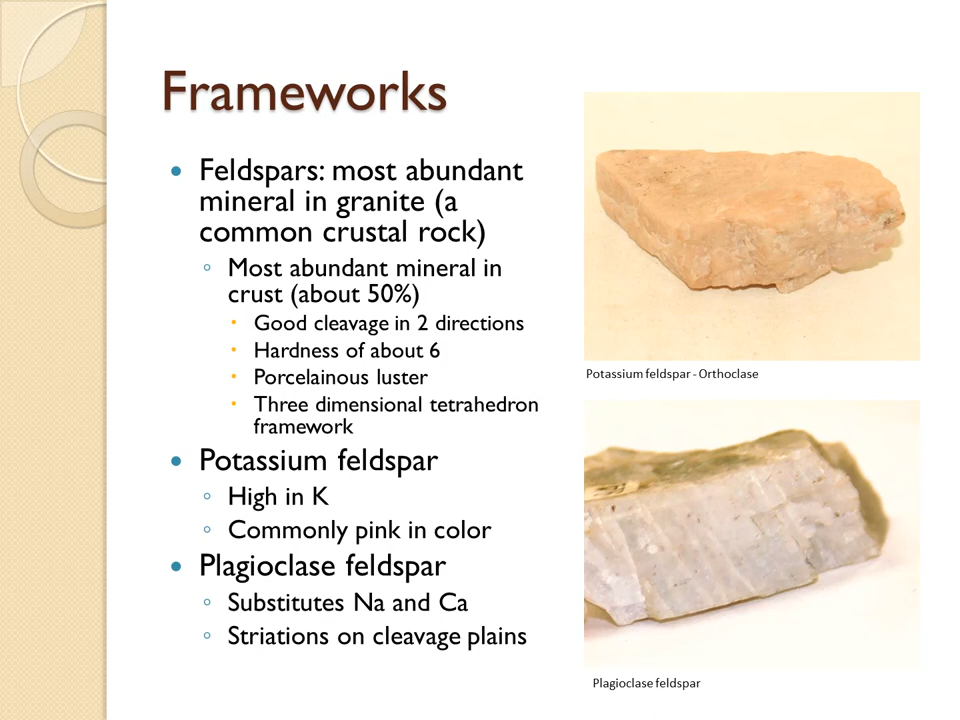 Frameworks
Feldspars: most abundant
mineral in granite (a
common crustal rock)
Most abundant mineral in
crust (about 50%)
Good cleavage in 2 directions
Hardness of about 6
Porcelainous luster
Three dimensional tetrahedron
framework
Potassium feldspar
High in K
Commonly pink in color
Plagioclase feldspar
Substitutes Na and Ca
Striations on cleavage plains
Potassium feldspar - Orthoclase
Plagioclase feldspar